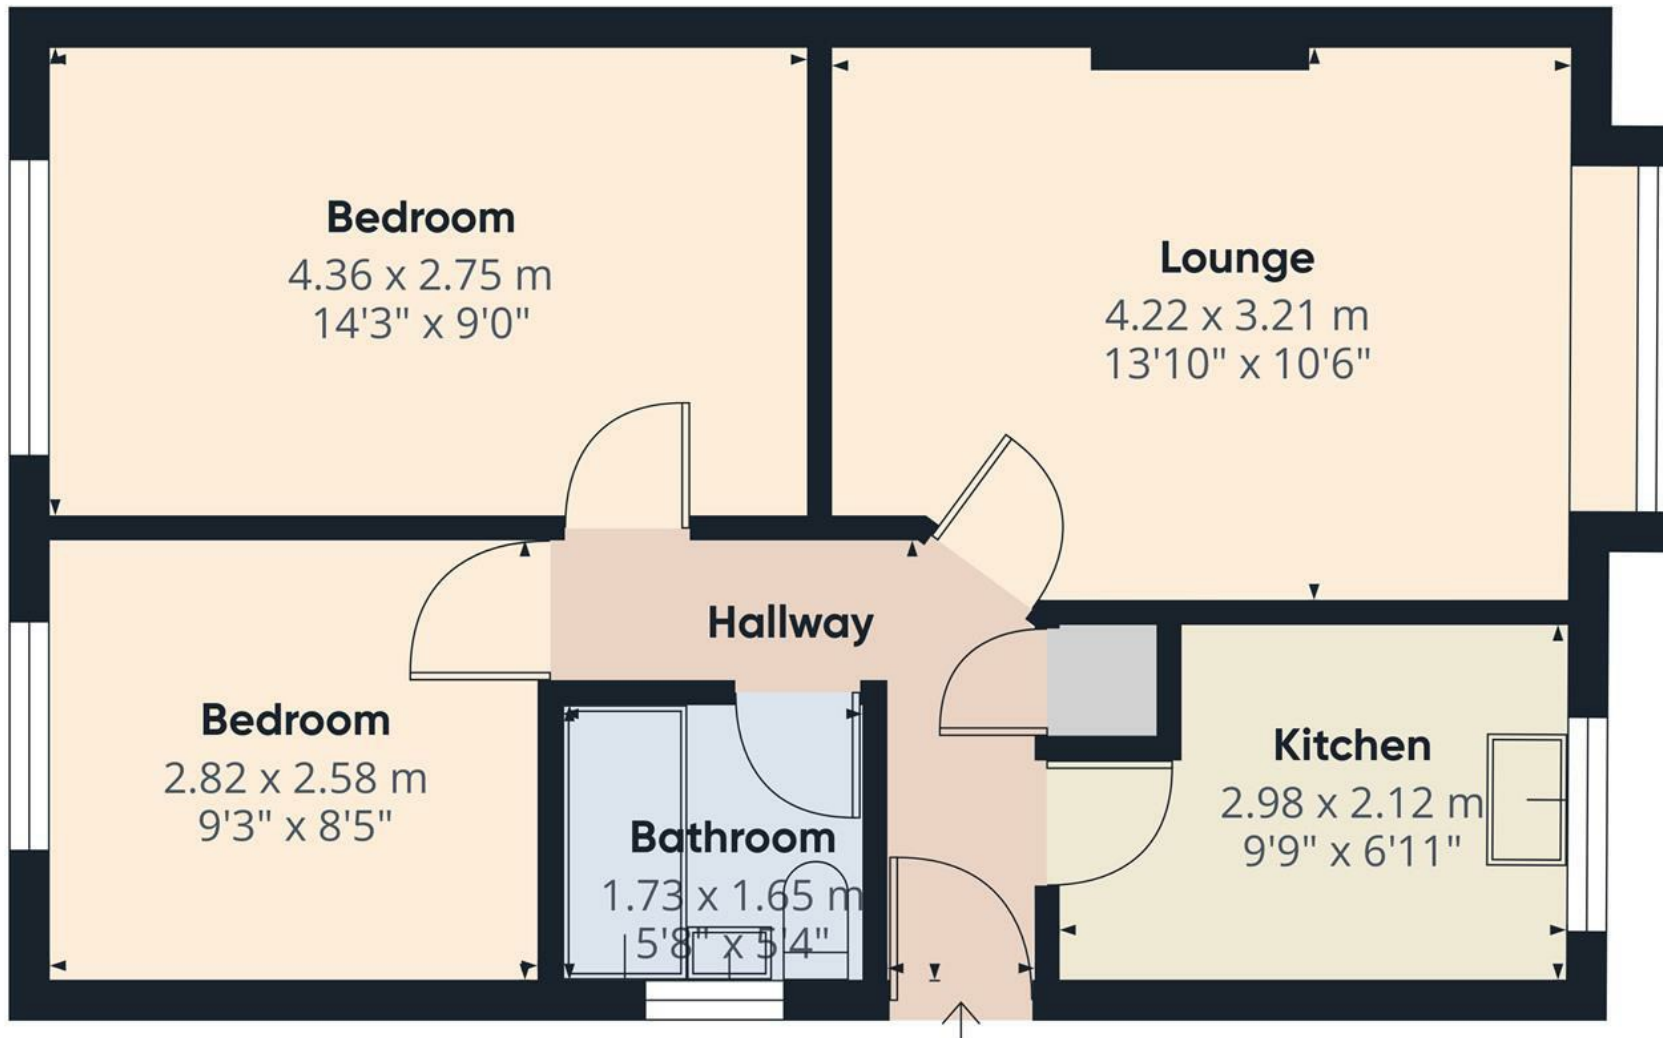 Bedroom
4.36 x 2.75 m
14'3" x 9'0"
Lounge
4.22 x 3.21 m
13'10" x 10'6"
Hallway
Bedroom
2.82 x 2.58 m
9'3" x 8'5"
Kitchen
2.98 x 2.12 m
9'9" x 6'11"
Bathroom
1.73 x 1.65 m
5'8" x 5'4"